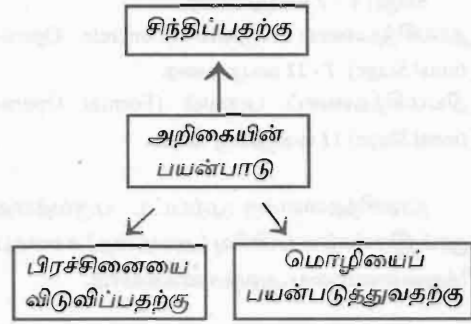 சிந்திப்பதற்கு
அறிகையின்
பயன்பாடு
பிரச்சினையை
விடுவிப்பதற்கு
மொழியைப்
பயன்படுத்துவதற்கு